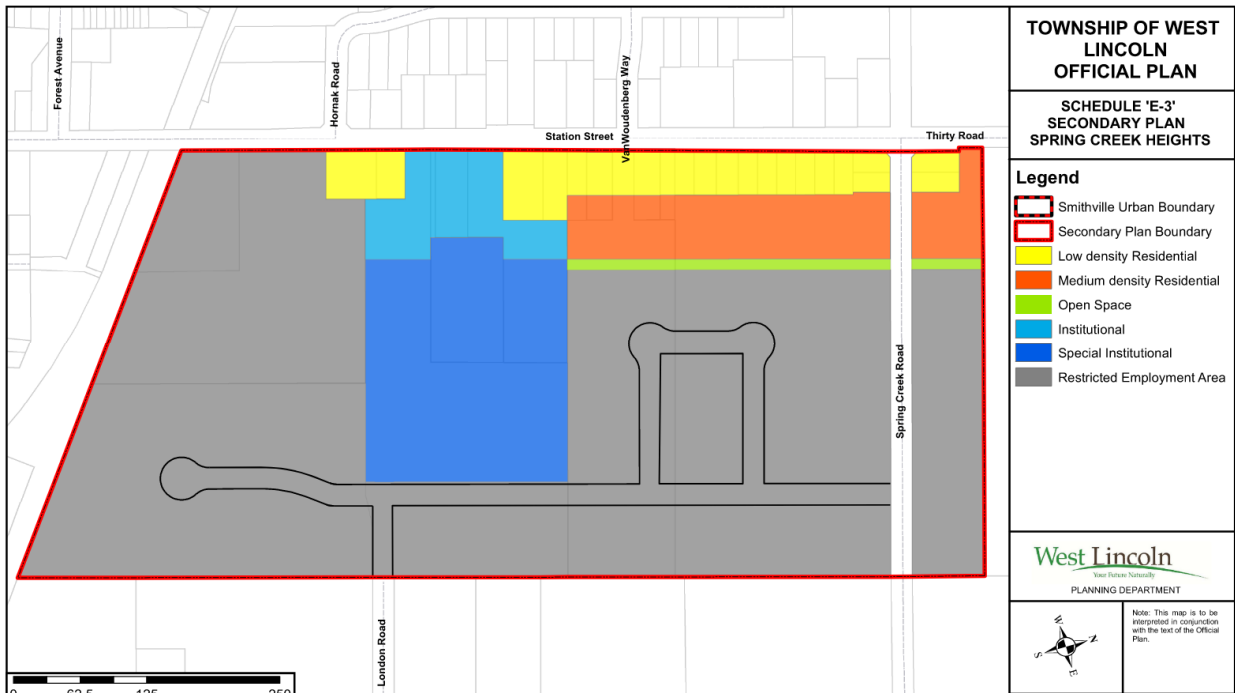 Forest Avenue
Hornak Road
VanWoudenberg Way
Station Street
Thirty Road
Spring Creek Road
London Road
0 62.5 125 250
TOWNSHIP OF WEST
LINCOLN
OFFICIAL PLAN
SCHEDULE 'E-3'
SECONDARY PLAN
SPRING CREEK HEIGHTS
Legend
Smithville Urban Boundary
Secondary Plan Boundary
Low density Residential
Medium density Residential
Open Space
Institutional
Special Institutional
Restricted Employment Area
West Lincoln
Your Future Naturally
PLANNING DEPARTMENT
W
N
S
E
Note: This map is to be
interpreted in conjunction
with the text of the Official
Plan.